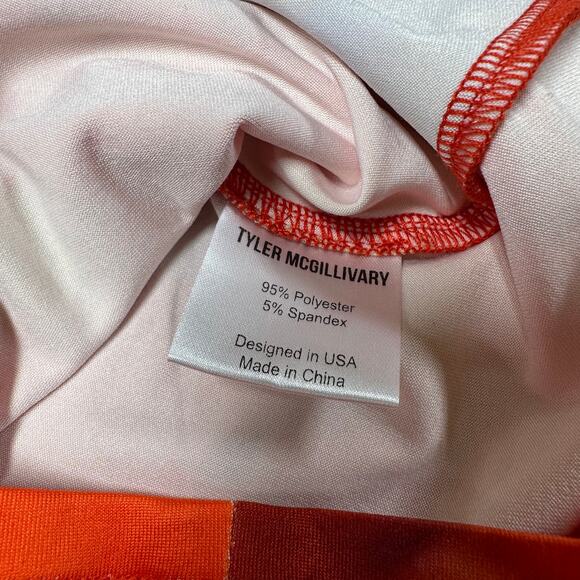 TYLER MCGILLIVARY
95% Polyester
5% Spandex
Designed in USA
Made in China